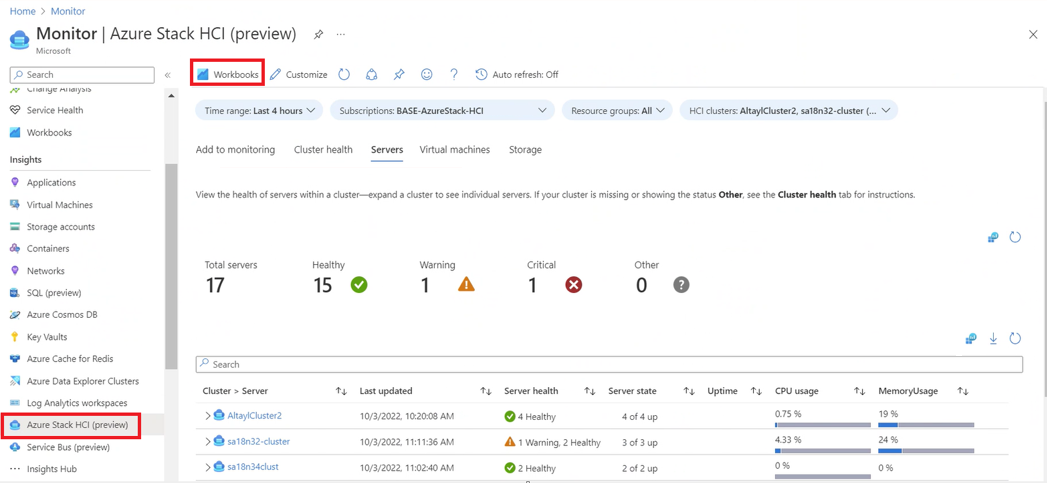 Home > Monitor
Monitor | Azure Stack HCI (preview) ...
Microsoft
Search «
Workbooks Customize ? Auto refresh: Off
Change Analysis
Service Health
Workbooks
Insights
Applications
Virtual Machines
Storage accounts
Containers
Networks
SQL (preview)
Azure Cosmos DB
Key Vaults
Azure Cache for Redis
Azure Data Explorer Clusters
Log Analytics workspaces
Azure Stack HCI (preview)
Service Bus (preview)
Insights Hub
Time range: Last 4 hours Subscriptions: BASE-AzureStack-HCI Resource groups: All HCI clusters: AltaylCluster2, sa18n32-cluster (...
Add to monitoring Cluster health Servers Virtual machines Storage
View the health of servers within a cluster—expand a cluster to see individual servers. If your cluster is missing or showing the status Other, see the Cluster health tab for instructions.
Total servers Healthy Warning Critical Other
17 15 1 1 0
Search
Cluster > Server Last updated Server health Server state Uptime CPU usage MemoryUsage
AltaylCluster2 10/3/2022, 10:20:08 AM 4 Healthy 4 of 4 up 0.75 % 19 %
sa18n32-cluster 10/3/2022, 11:11:36 AM 1 Warning, 2 Healthy 3 of 3 up 4.33 % 24 %
sa18n34clust 10/3/2022, 11:02:40 AM 2 Healthy 2 of 2 up 0 % 0 %